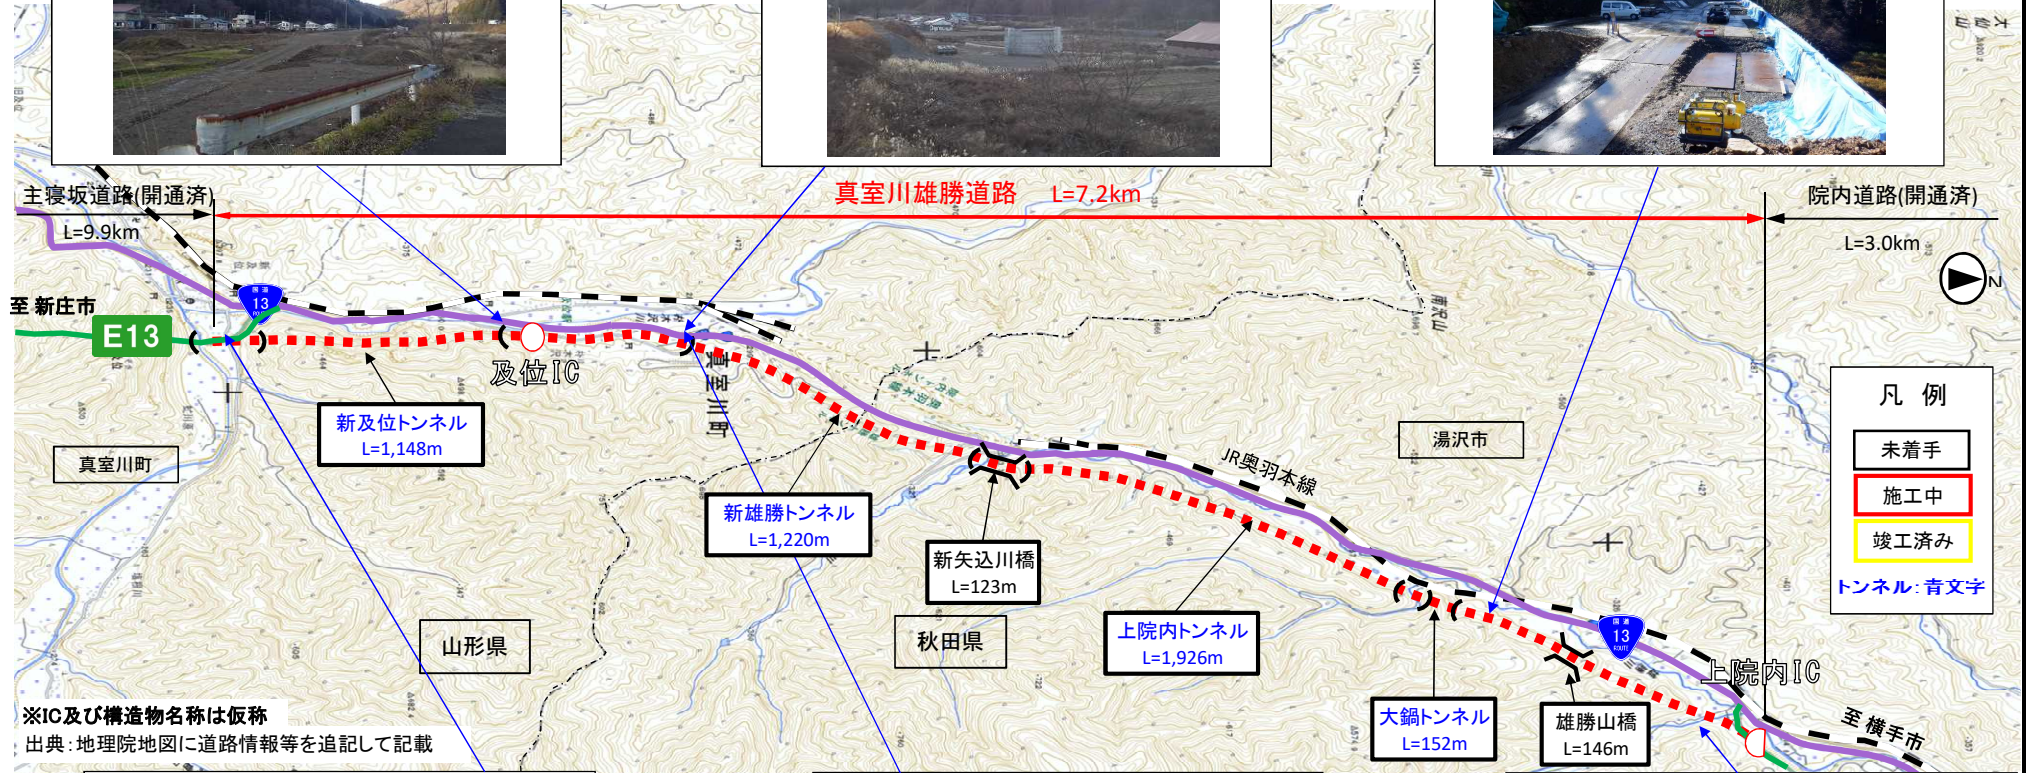 主寝坂道路(開通済)
L=9.9km
真室川雄勝道路 L=7.2km
院内道路(開通済)
L=3.0km
N
至 新庄市
E13
国道
13
ROUTE
及位IC
真室川町
新及位トンネル
L=1,148m
真室川町
新雄勝トンネル
L=1,220m
新矢込川橋
L=123m
JR奥羽本線
湯沢市
凡 例
未着手
施工中
竣工済み
トンネル:青文字
山形県
秋田県
上院内トンネル
L=1,926m
国道
13
ROUTE
上院内IC
大鍋トンネル
L=152m
雄勝山橋
L=146m
至 横手市
※IC及び構造物名称は仮称
出典:地理院地図に道路情報等を追記して記載